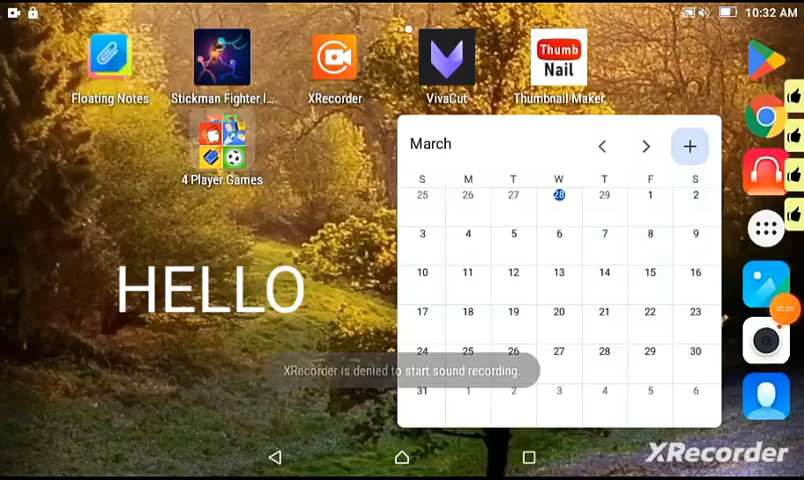 10:32 AM
Floating Notes
Stickman Fighter I...
XRecorder
VivaCut
Thumb
Nail
Thumbnail Maker
4 Player Games
March
S M T W T F S
25 26 27 28 29 1 2
3 4 5 6 7 8 9
10 11 12 13 14 15 16
17 18 19 20 21 22 23
24 25 26 27 28 29 30
31 1 2 3 4 5 6
HELLO
00:00
XRecorder is denied to start sound recording.
XRecorder